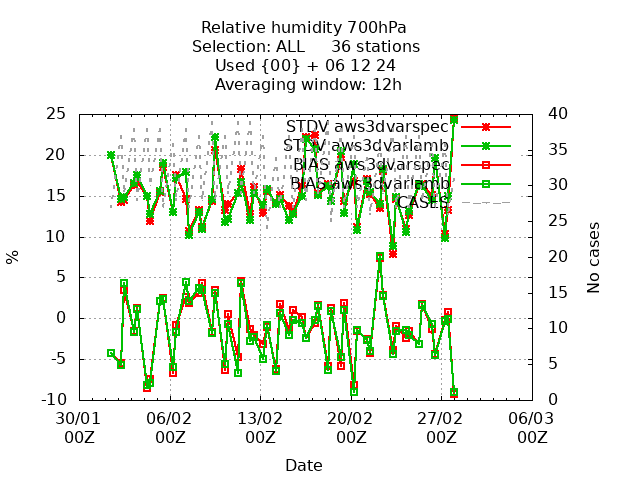 Relative humidity 700hPa
Selection: ALL 36 stations
Used {00} + 06 12 24
Averaging window: 12h
STDV aws3dvarspec
STDV aws3dvarlamb
BIAS aws3dvarspec
BIAS aws3dvarlamb
CASES
25
20
15
10
5
0
-5
-10
%
40
35
30
25
20
15
10
5
0
No cases
30/01 06/02 13/02 20/02 27/02 06/03
00Z 00Z 00Z 00Z 00Z 00Z
Date